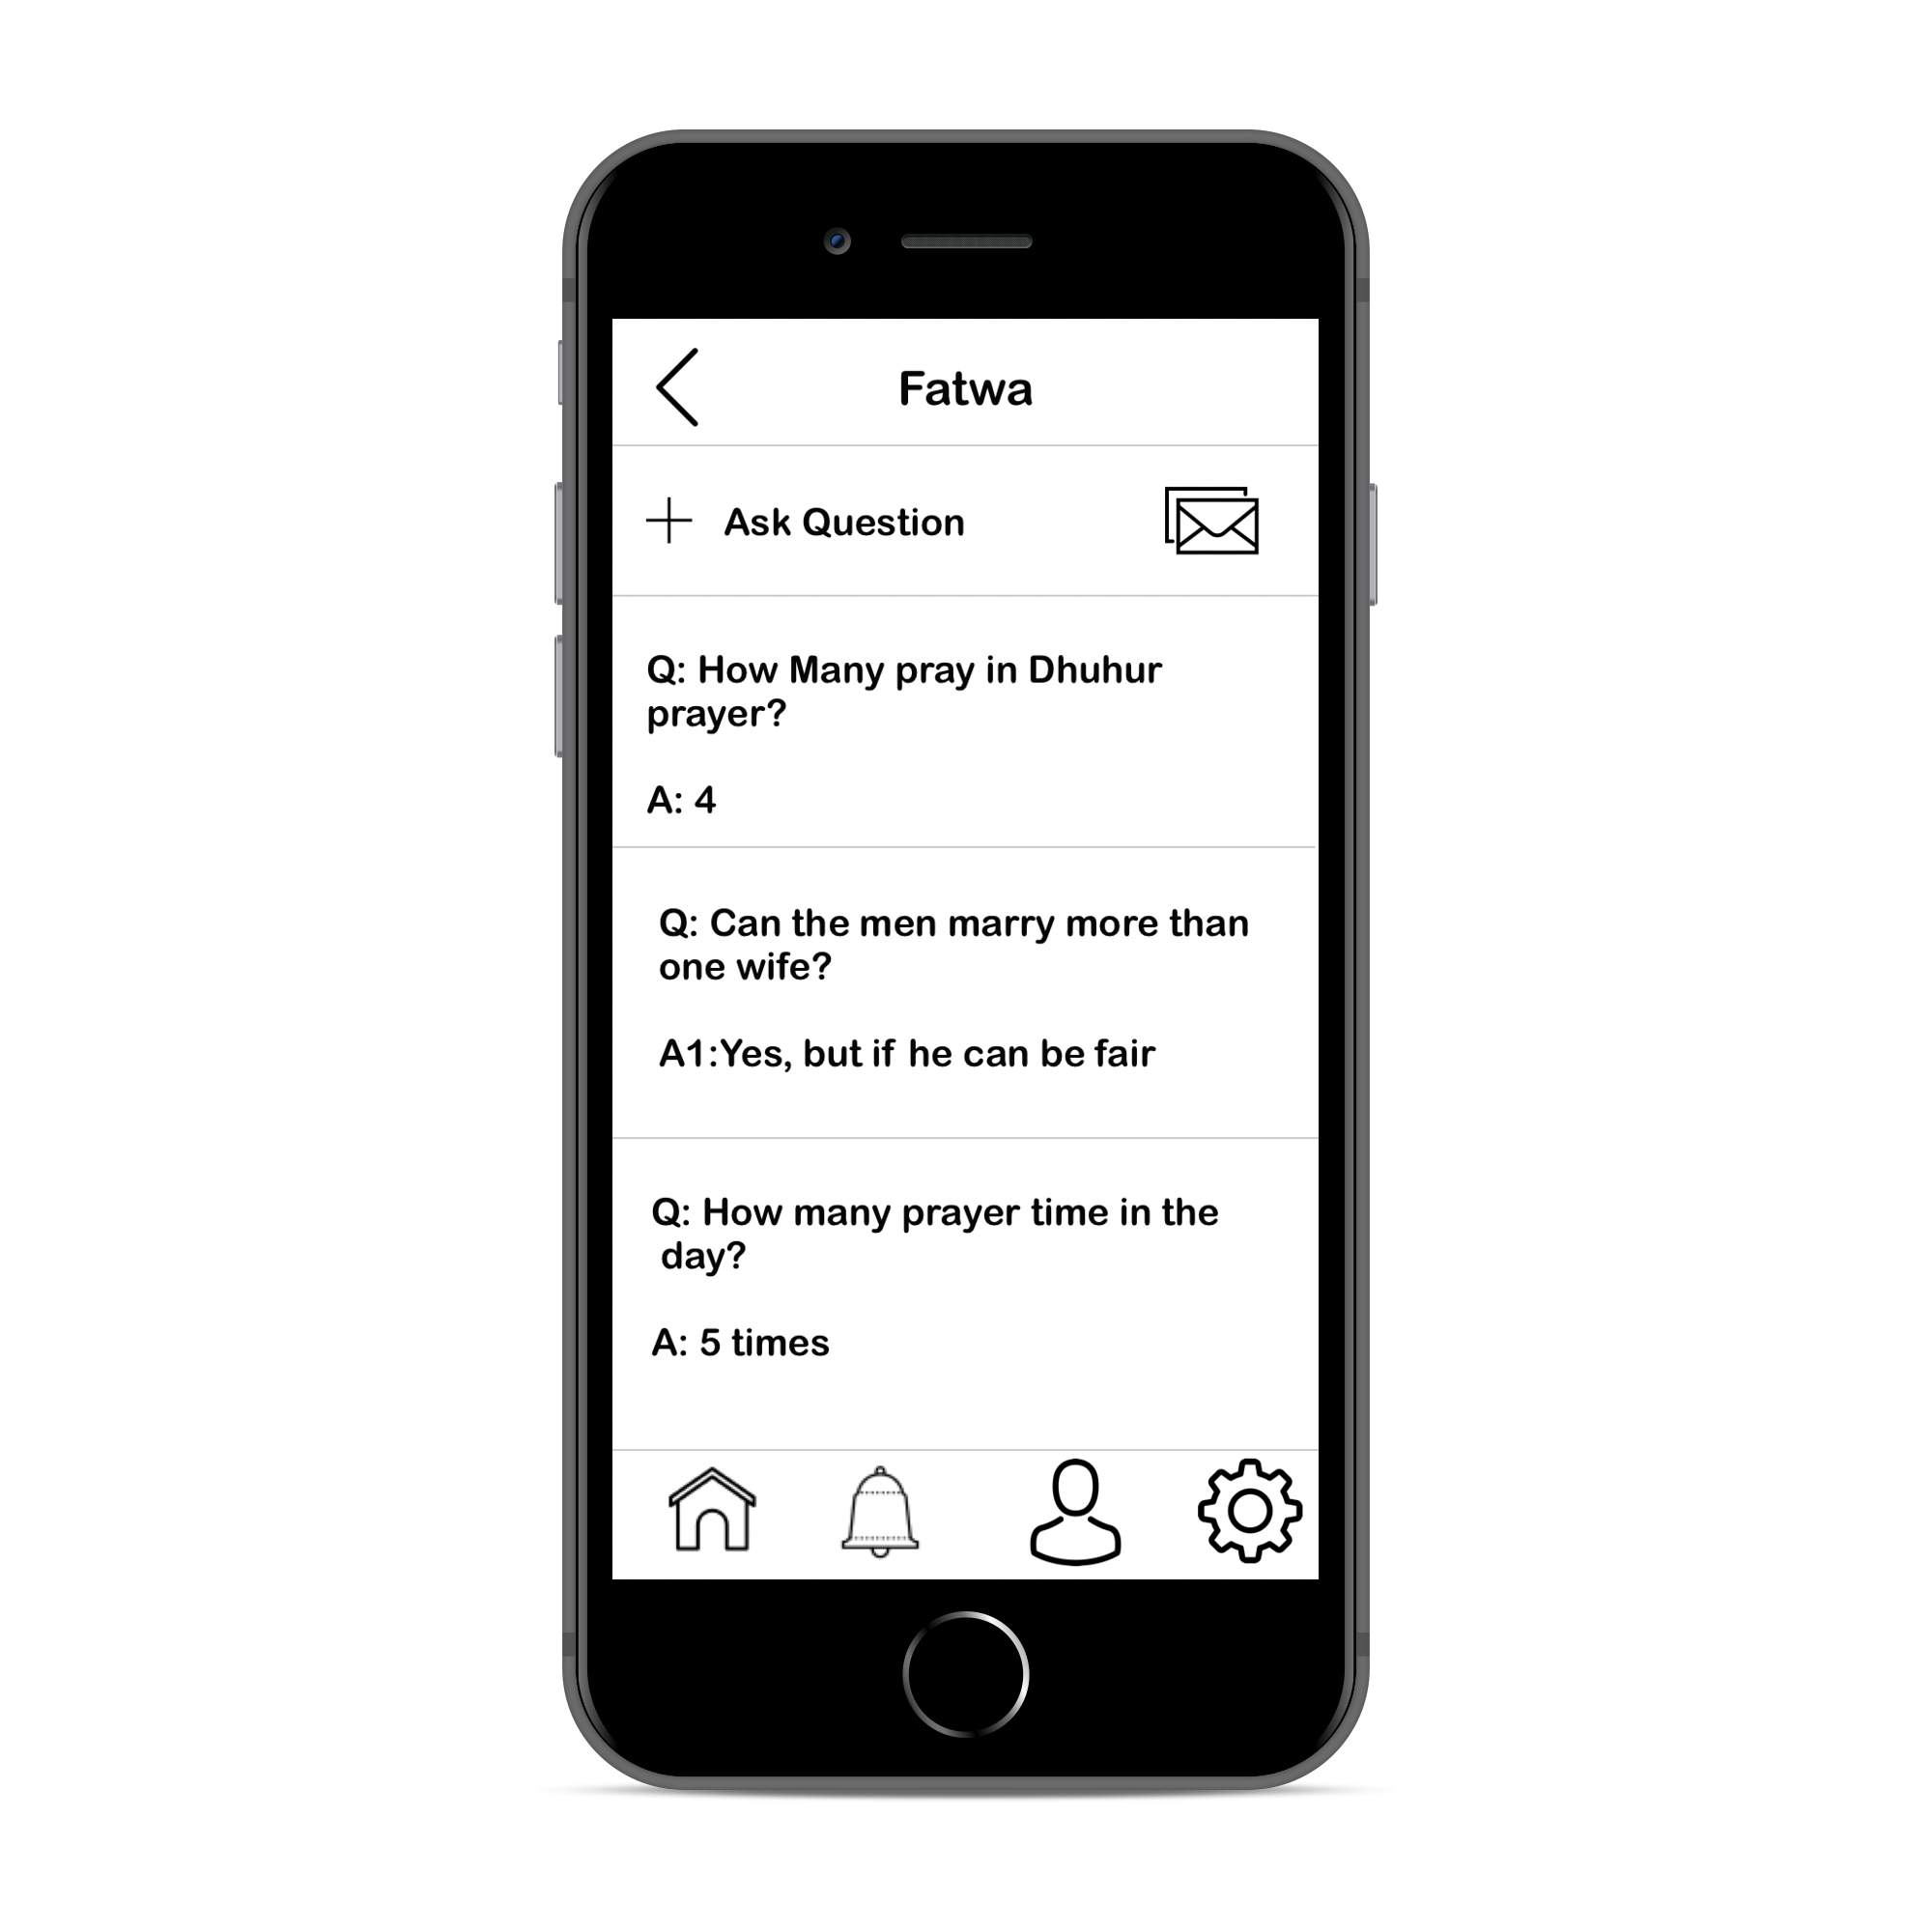 Fatwa
Ask Question
Q: How Many pray in Dhuhur
prayer?
A: 4
Q: Can the men marry more than
one wife?
A1:Yes, but if he can be fair
Q: How many prayer time in the
day?
A: 5 times